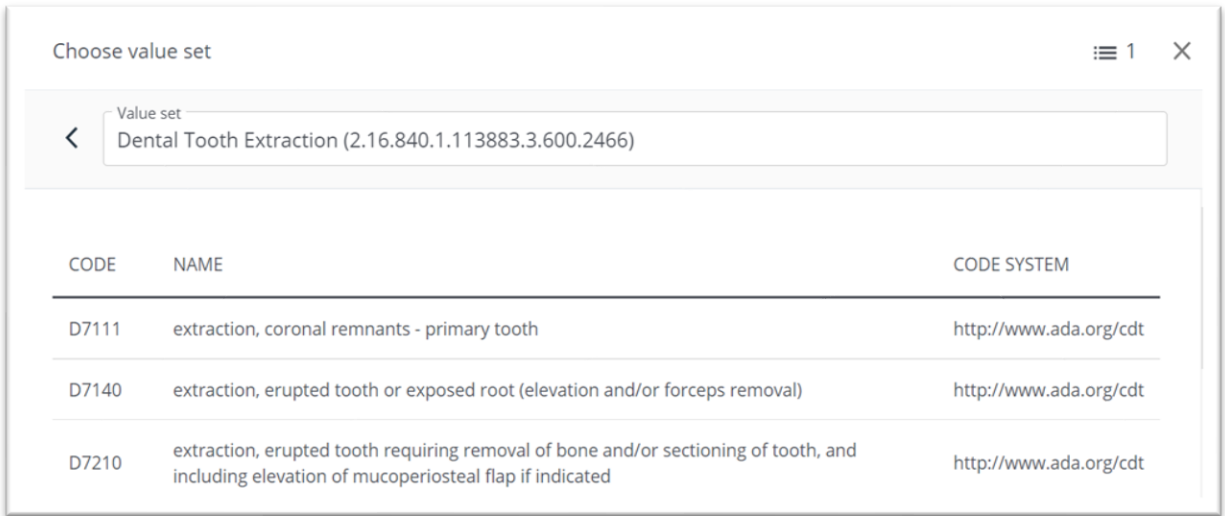 Choose value set
1
Value set
Dental Tooth Extraction (2.16.840.1.113883.3.600.2466)
CODE NAME CODE SYSTEM
D7111 extraction, coronal remnants - primary tooth http://www.ada.org/cdt
D7140 extraction, erupted tooth or exposed root (elevation and/or forceps removal) http://www.ada.org/cdt
D7210 extraction, erupted tooth requiring removal of bone and/or sectioning of tooth, and http://www.ada.org/cdt
including elevation of mucoperiosteal flap if indicated